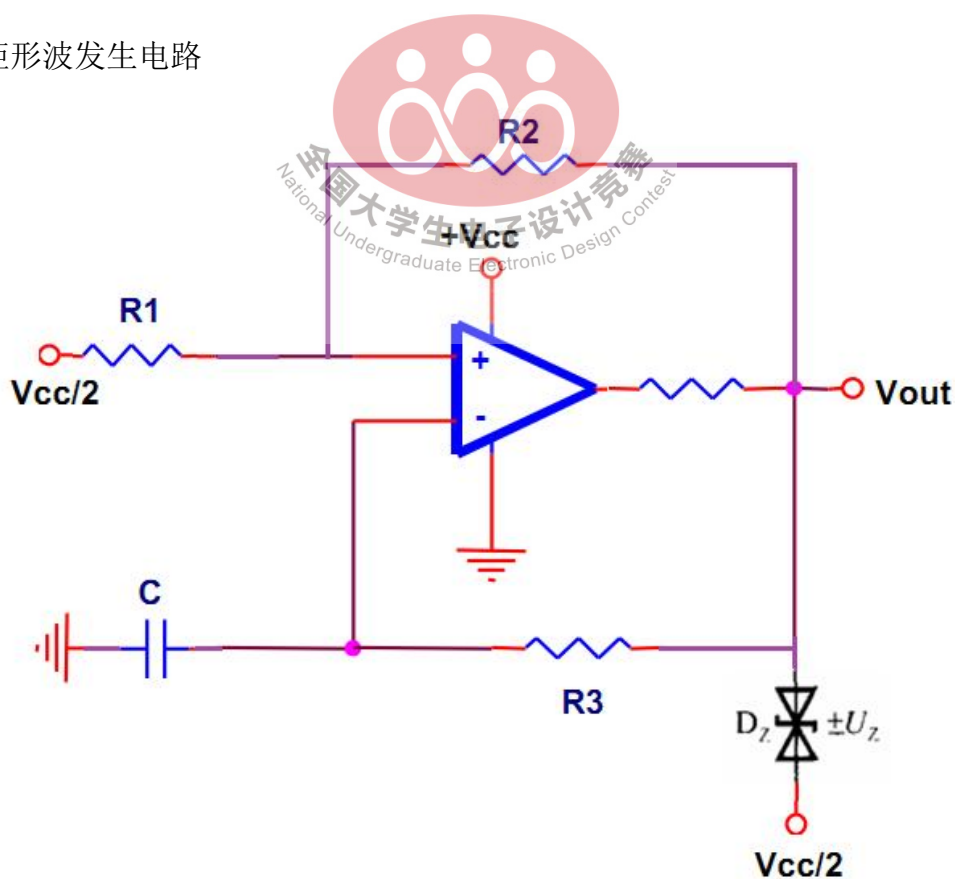 矩形波发生电路
R2
全国大学生电子设计竞赛
National Undergraduate Electronic Design Contest
+Vcc
R1
+
Vcc/2
Vout
-
C
R3
DZ ±UZ
Vcc/2